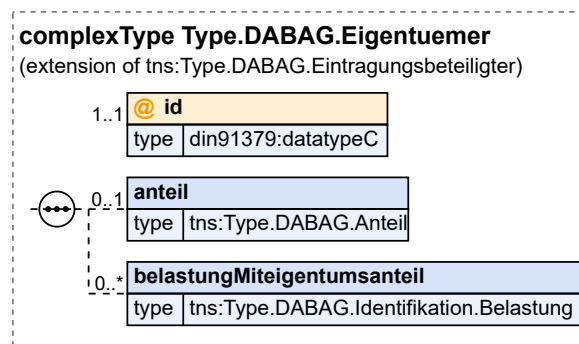 complexType Type.DABAG.Eigentuemer
(extension of tns:Type.DABAG.Eintragungsbeteiligter)
1..1 @ id
type din91379:datatypeC
0..1 anteil
type tns:Type.DABAG.Anteil
0..* belastungMiteigentumsanteil
type tns:Type.DABAG.Identifikation.Belastung